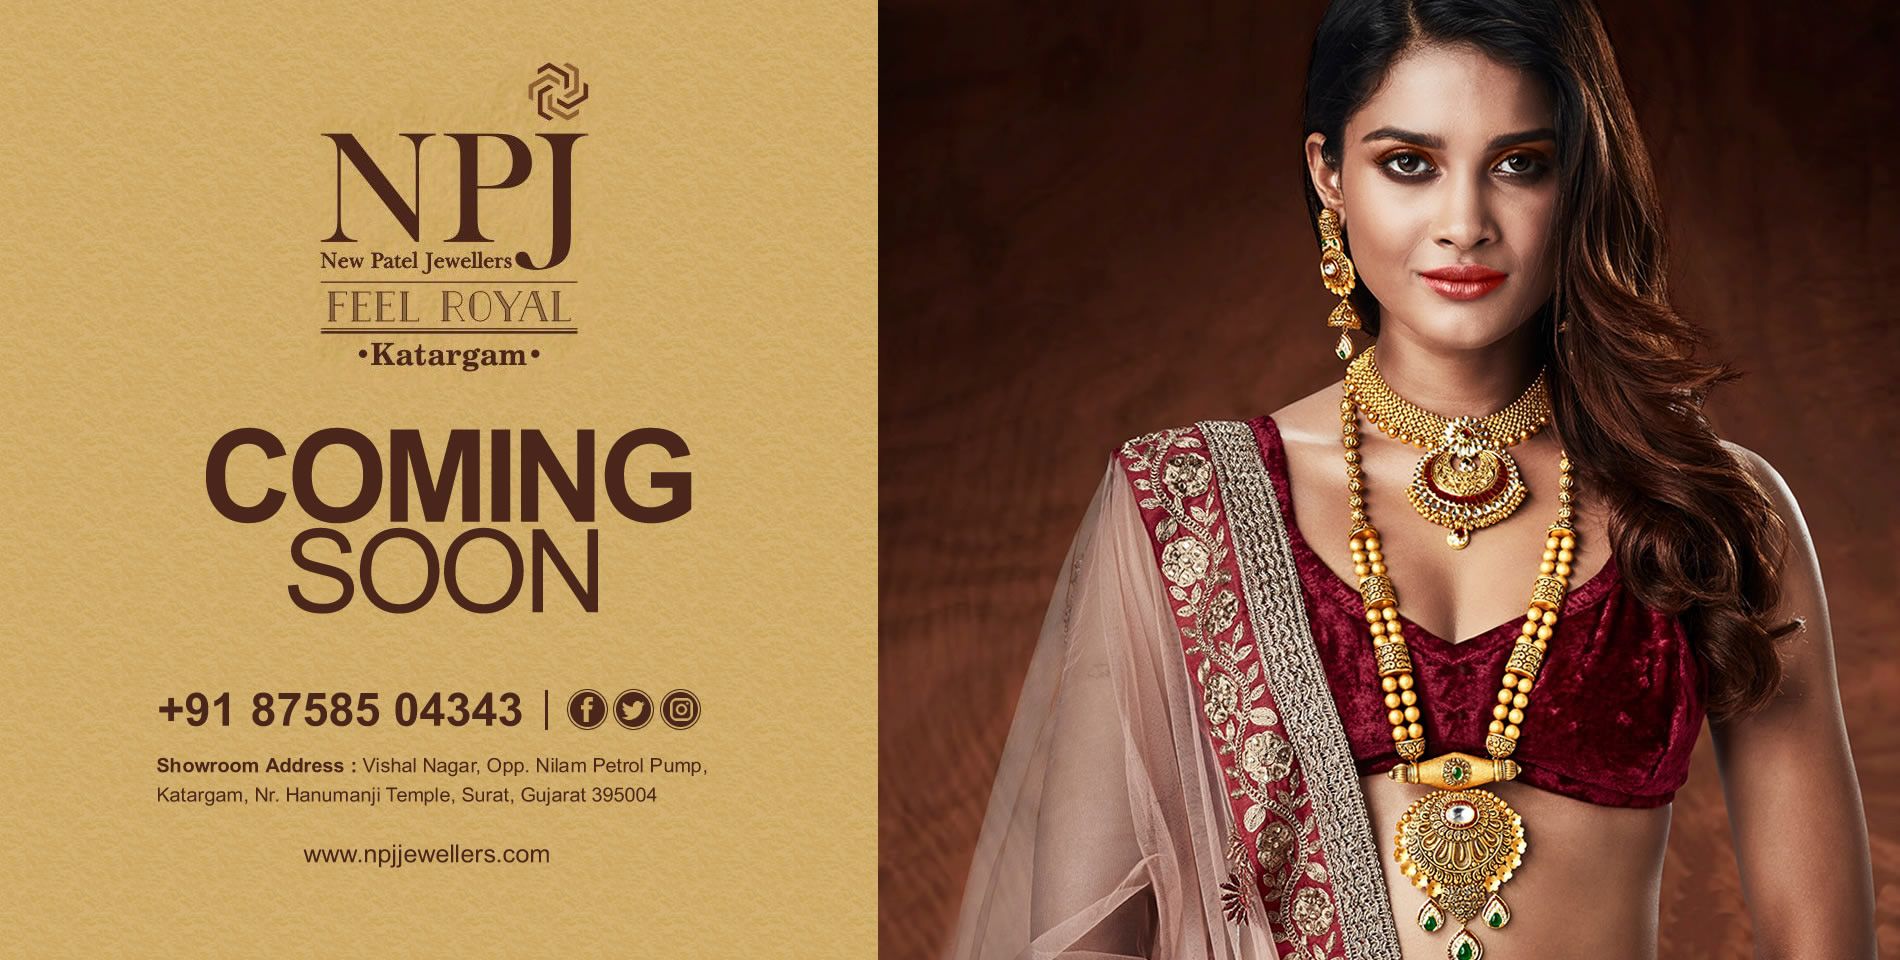 NPJ
New Patel Jewellers
FEEL ROYAL
•Katargam•
COMING
SOON
+91 87585 04343 |
Showroom Address : Vishal Nagar, Opp. Nilam Petrol Pump,
Katargam, Nr. Hanumanji Temple, Surat, Gujarat 395004
www.npjjewellers.com